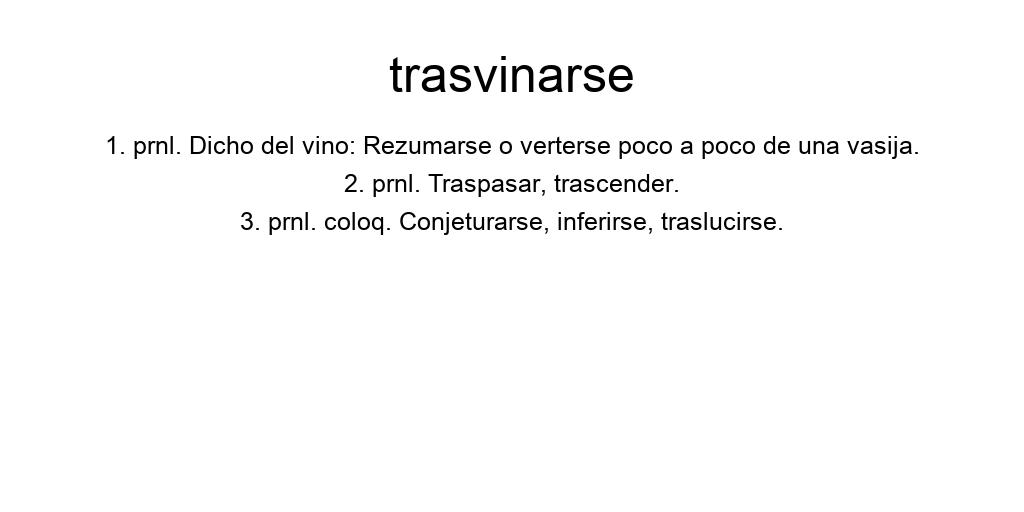 trasvinarse
1. prnl. Dicho del vino: Rezumarse o verterse poco a poco de una vasija.
2. prnl. Traspasar, trascender.
3. prnl. coloq. Conjeturarse, inferirse, traslucirse.